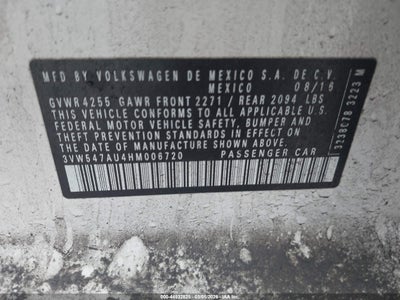 MFD BY VOLKSWAGEN DE MEXICO S.A. DE C.V.
MEXICO 08/16
GVWR 4255 GAWR FRONT 2271 / REAR 2094 LBS
THIS VEHICLE CONFORMS TO ALL APPLICABLE U.S.
FEDERAL MOTOR VEHICLE SAFETY, BUMPER AND
THEFT PREVENTION STANDARDS IN EFFECT ON THE
DATE OF MANUFACTURE SHOWN ABOVE.
3VW547AU4HM006720 PASSENGER CAR